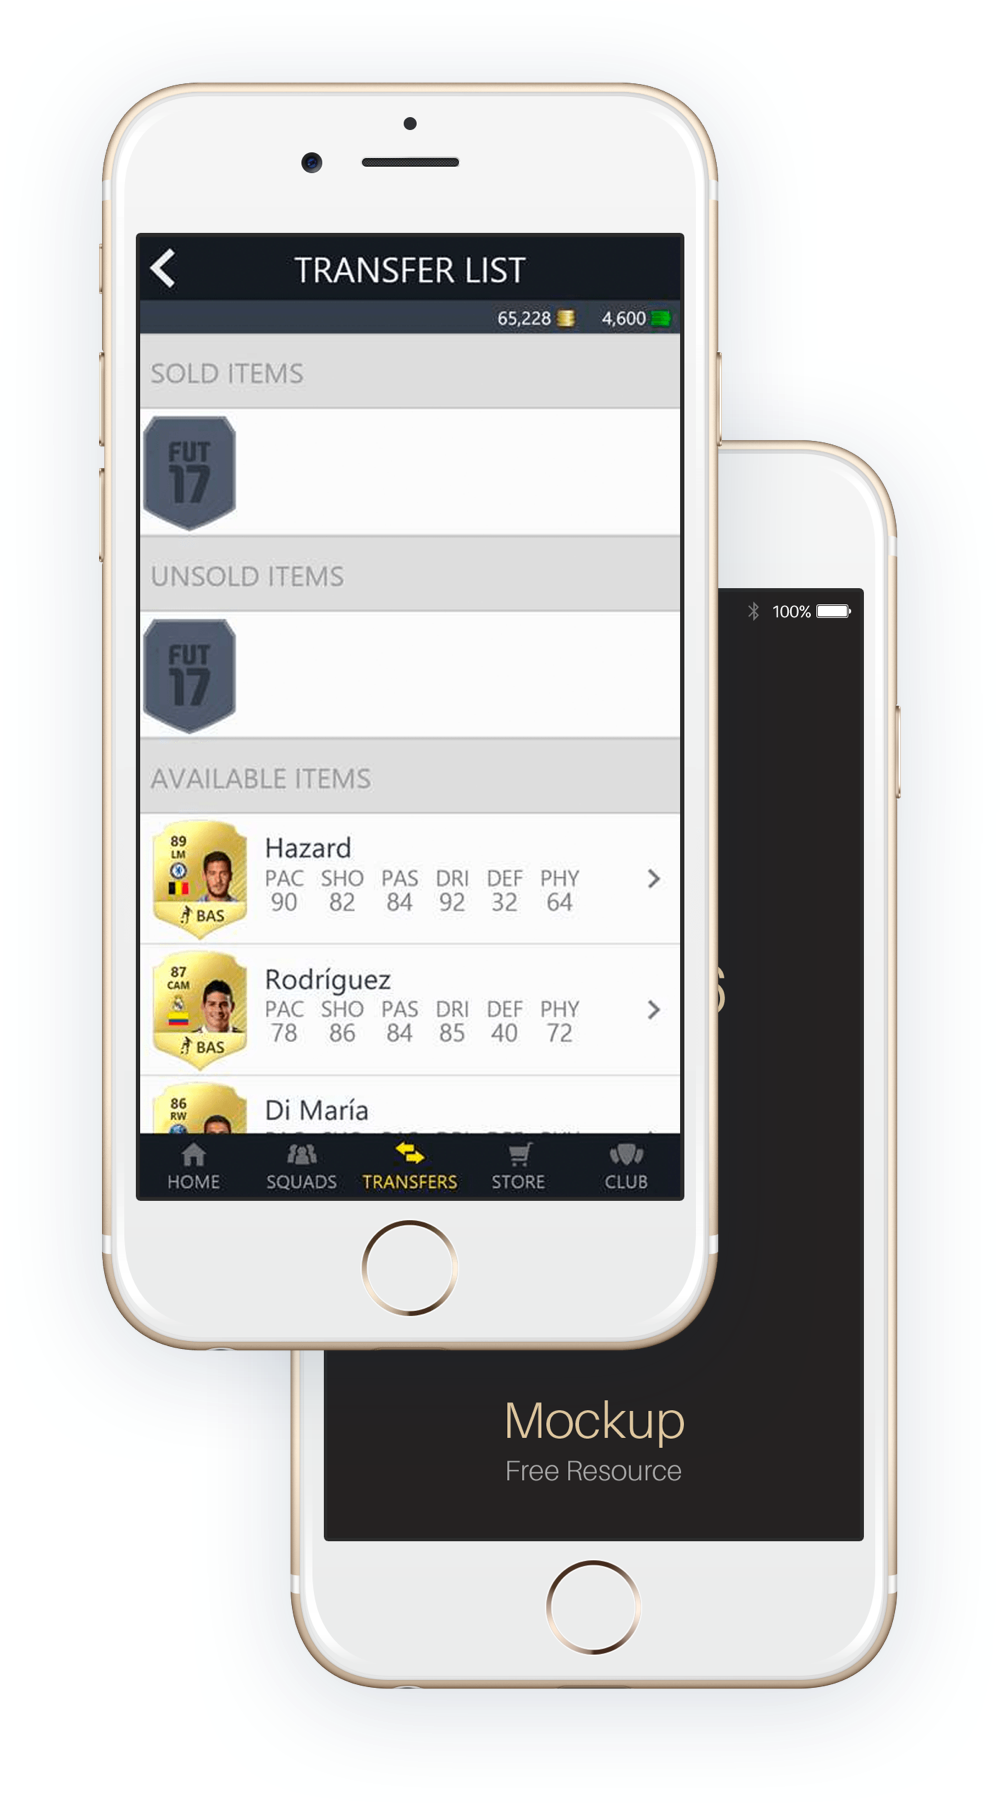 TRANSFER LIST
65,228 4,600
SOLD ITEMS
FUT
17
UNSOLD ITEMS
FUT
17
AVAILABLE ITEMS
89
LM
BAS
Hazard
PAC SHO PAS DRI DEF PHY
90 82 84 92 32 64
87
CAM
BAS
Rodríguez
PAC SHO PAS DRI DEF PHY
78 86 84 85 40 72
86
RW
Di María
HOME SQUADS TRANSFERS STORE CLUB
100%
Mockup
Free Resource